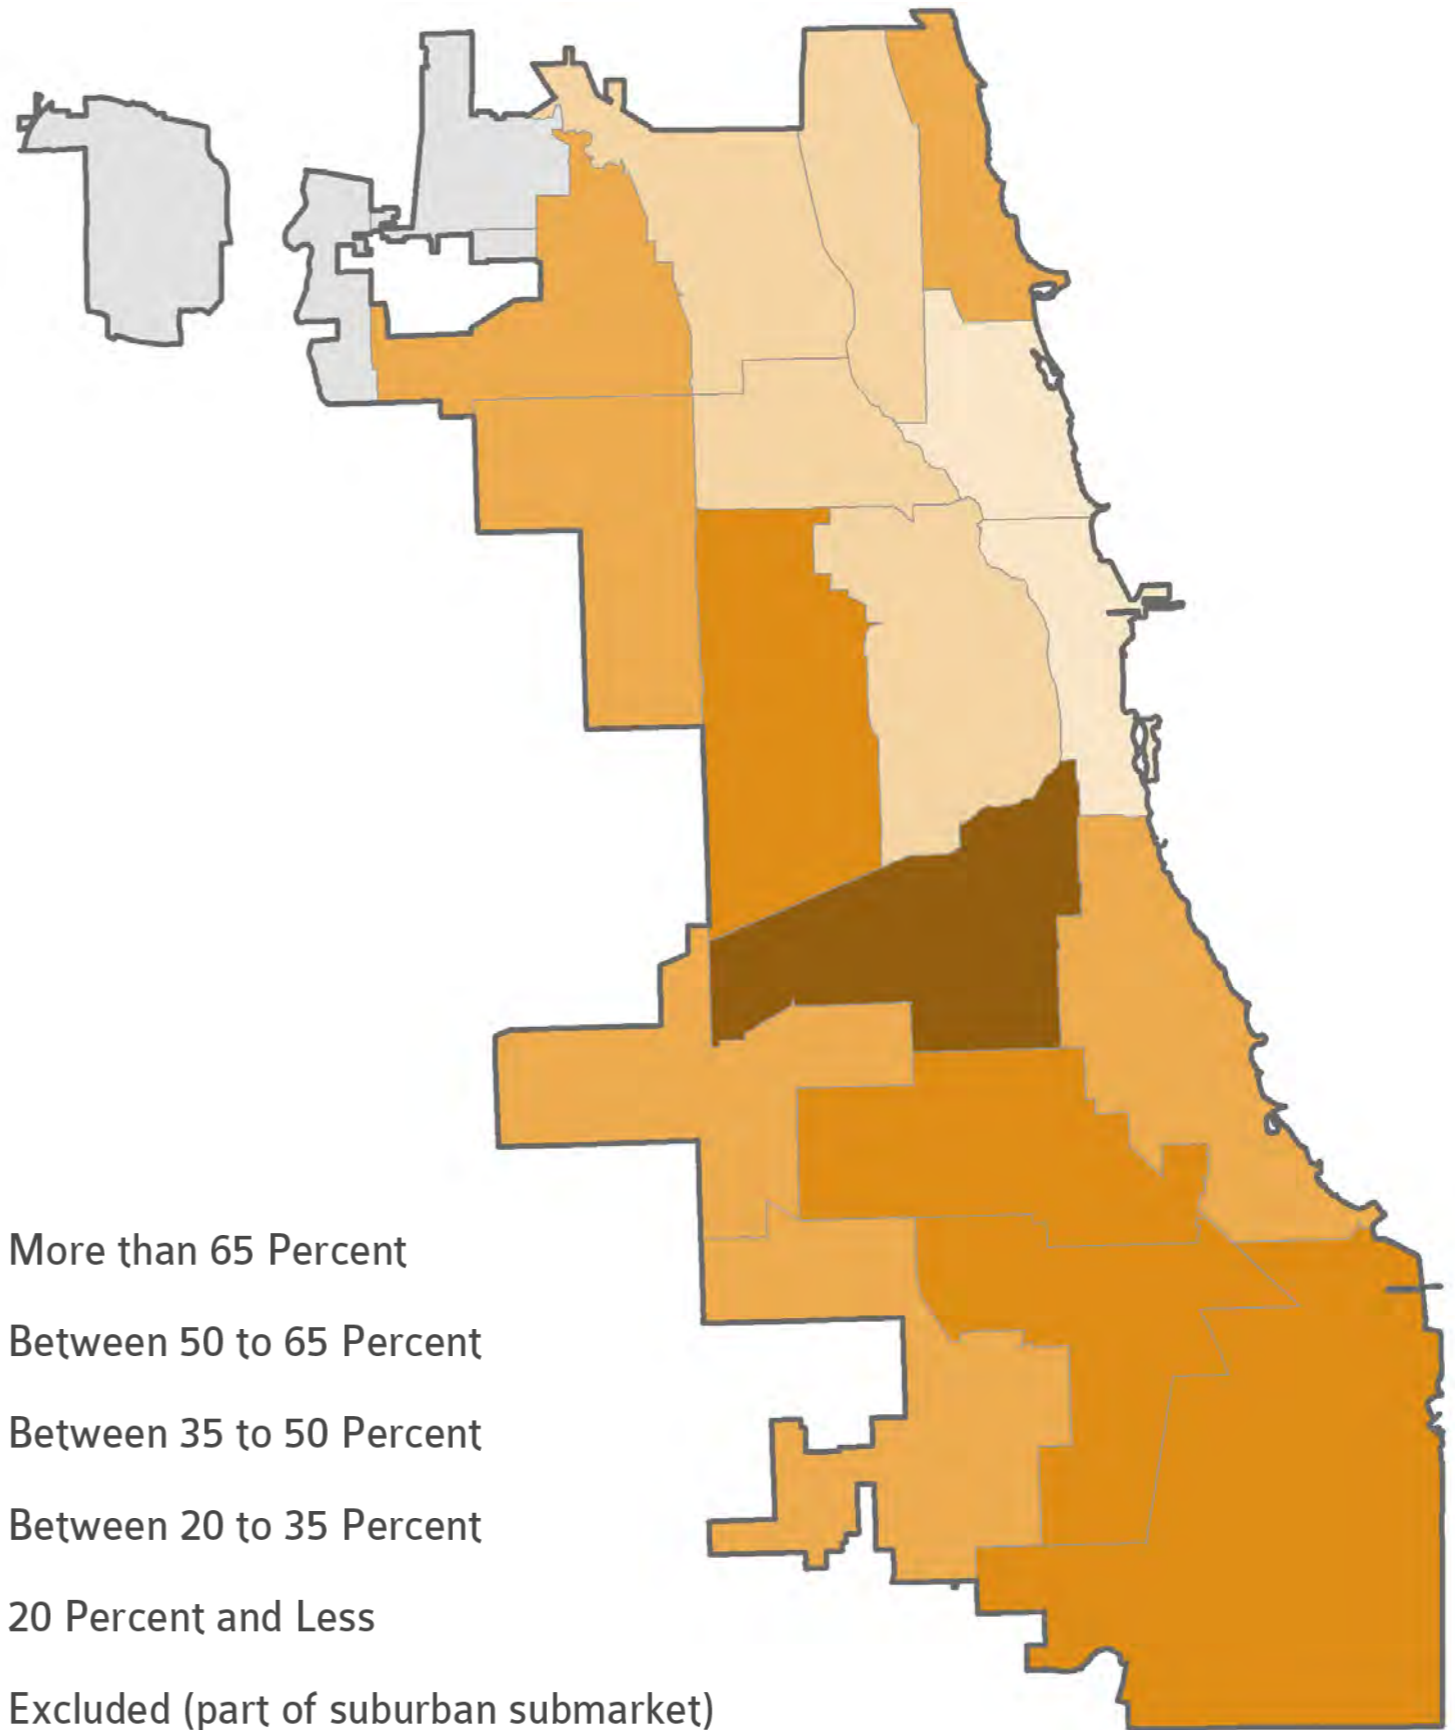 More than 65 Percent
Between 50 to 65 Percent
Between 35 to 50 Percent
Between 20 to 35 Percent
20 Percent and Less
Excluded (part of suburban submarket)